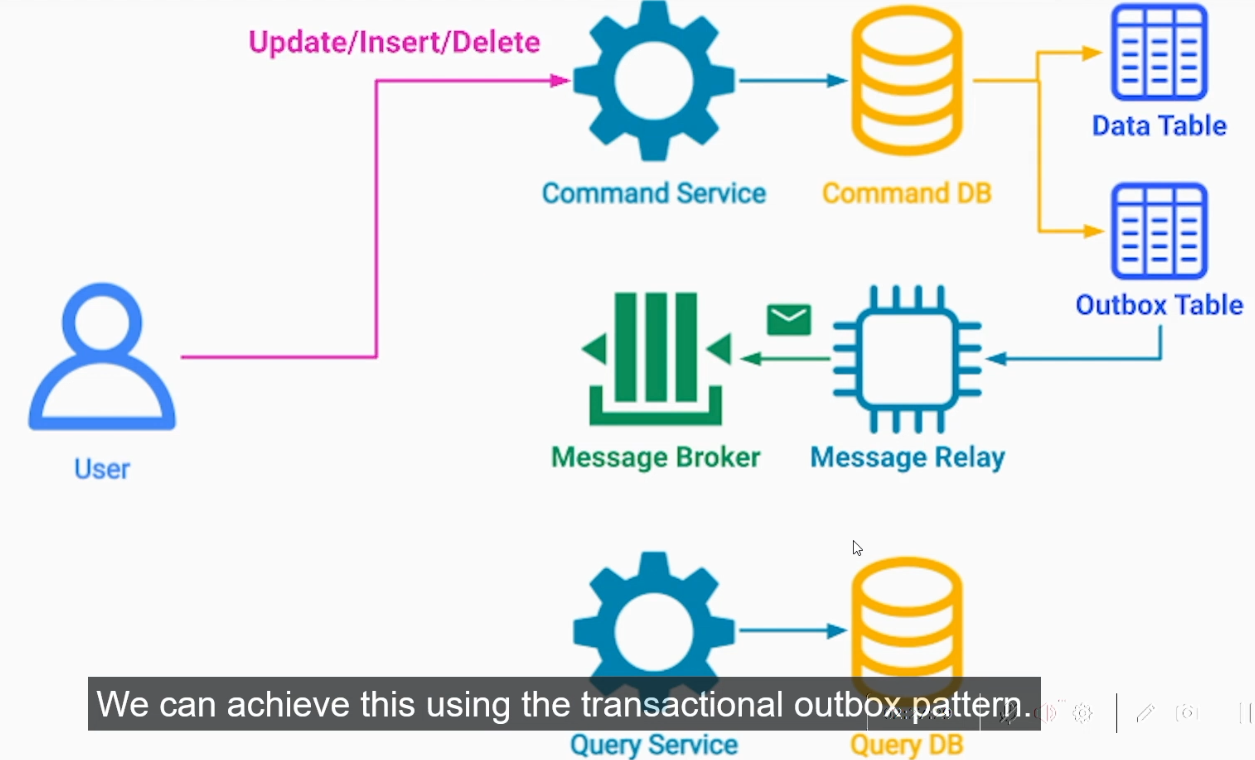 Update/Insert/Delete
Data Table
Command Service
Command DB
Outbox Table
Message Broker
Message Relay
User
We can achieve this using the transactional outbox pattern.
Query Service
Query DB